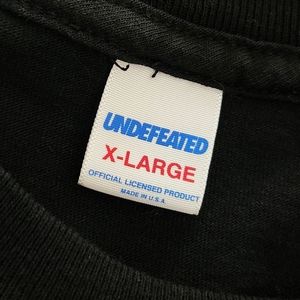 UNDEFEATED
X-LARGE
OFFICIAL LICENSED PRODUCT
MADE IN U.S.A